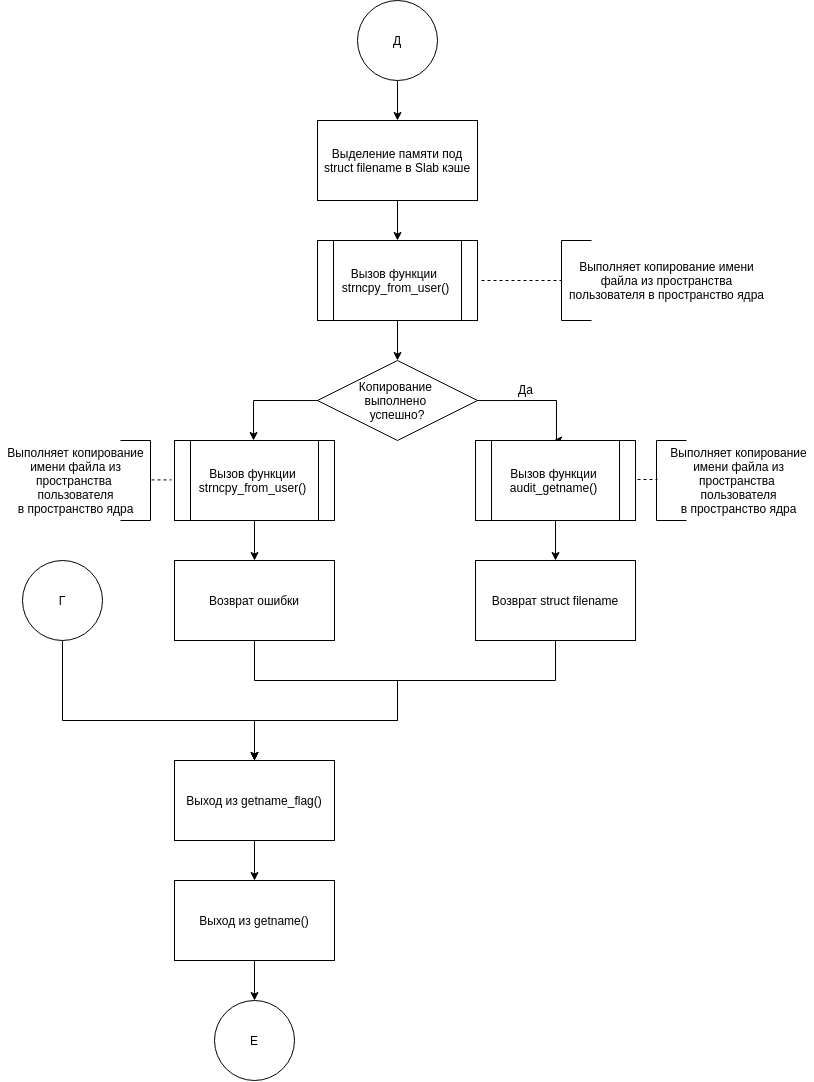 Д
Выделение памяти под
struct filename в Slab кэше
Вызов функции
strncpy_from_user()
Выполняет копирование имени
файла из пространства
пользователя в пространство ядра
Копирование
выполнено
успешно?
Да
Выполняет копирование
имени файла из
пространства
пользователя
в пространство ядра
Вызов функции
strncpy_from_user()
Вызов функции
audit_getname()
Выполняет копирование
имени файла из
пространства
пользователя
в пространство ядра
Г
Возврат ошибки
Возврат struct filename
Выход из getname_flag()
Выход из getname()
Е